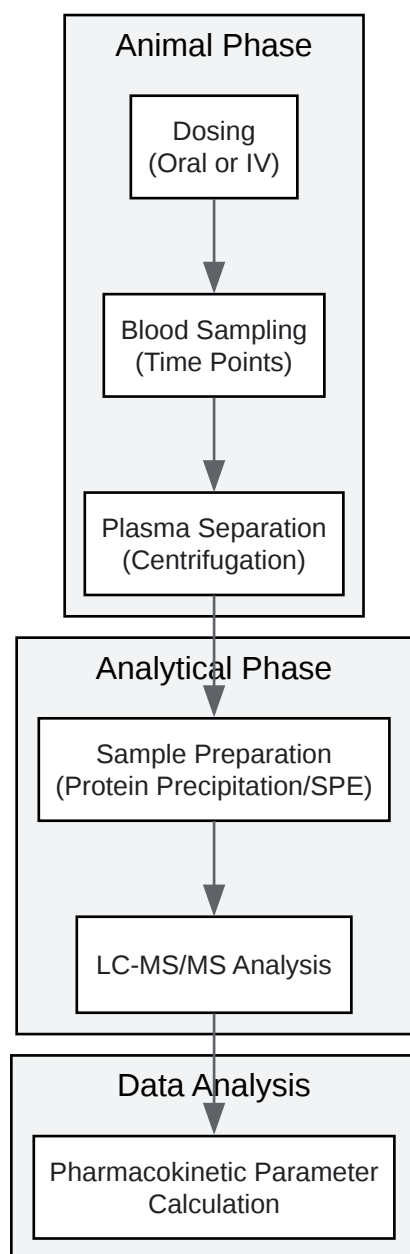 Animal Phase
Dosing
(Oral or IV)
Blood Sampling
(Time Points)
Plasma Separation
(Centrifugation)
Analytical Phase
Sample Preparation
(Protein Precipitation/SPE)
LC-MS/MS Analysis
Data Analysis
Pharmacokinetic Parameter
Calculation